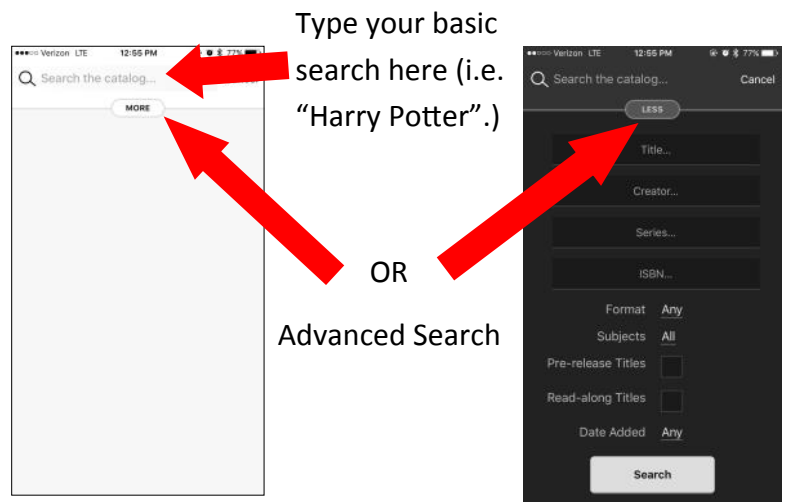 Type your basic
search here (i.e.
“Harry Potter”.)
OR
Advanced Search
Verizon LTE 12:55 PM 77%
Search the catalog...
MORE
Verizon LTE 12:55 PM 77%
Search the catalog... Cancel
LESS
Title...
Creator...
Series...
ISBN...
Format Any
Subjects All
Pre-release Titles
Read-along Titles
Date Added Any
Search